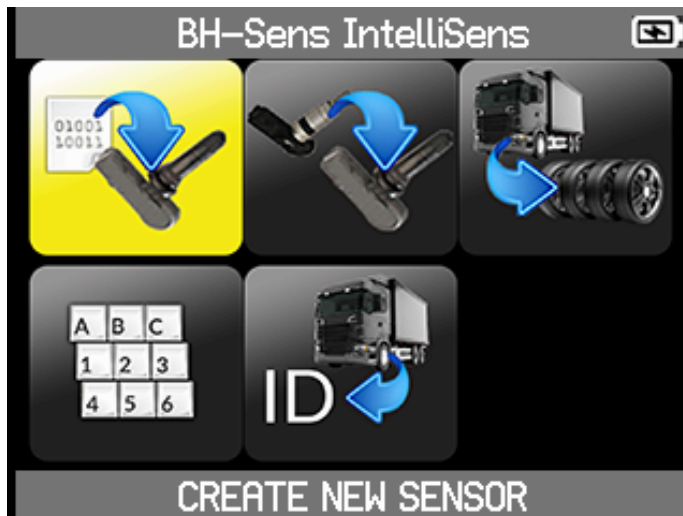 BH-Sens IntelliSens
01001
10011
A B C
1 2 3
4 5 6
ID
CREATE NEW SENSOR